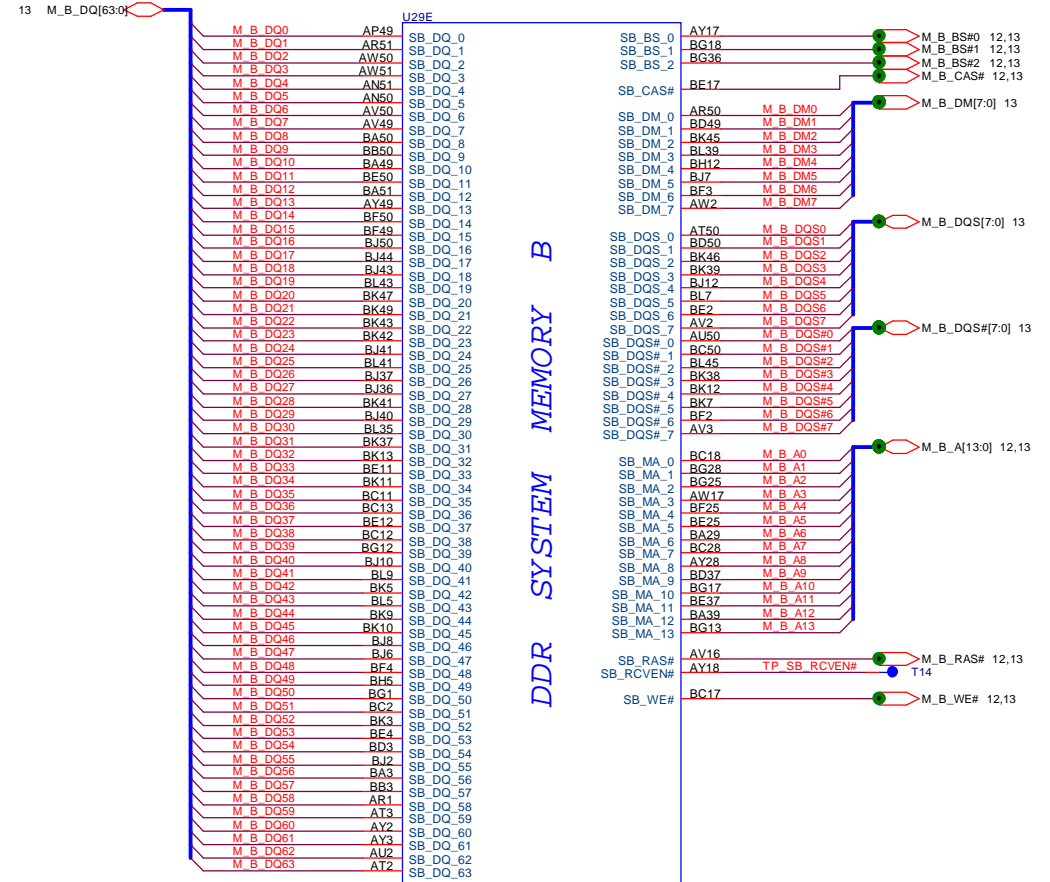 13 M_B_DQ[63:0]
U29E
M_B_DQ0 AP49 SB_DQ_0
M_B_DQ1 AR51 SB_DQ_1
M_B_DQ2 AW50 SB_DQ_2
M_B_DQ3 AW51 SB_DQ_3
M_B_DQ4 AN51 SB_DQ_4
M_B_DQ5 AN50 SB_DQ_5
M_B_DQ6 AV50 SB_DQ_6
M_B_DQ7 AV49 SB_DQ_7
M_B_DQ8 BA50 SB_DQ_8
M_B_DQ9 BB50 SB_DQ_9
M_B_DQ10 BA49 SB_DQ_10
M_B_DQ11 BE50 SB_DQ_11
M_B_DQ12 BA51 SB_DQ_12
M_B_DQ13 AY49 SB_DQ_13
M_B_DQ14 BF50 SB_DQ_14
M_B_DQ15 BF49 SB_DQ_15
M_B_DQ16 BJ50 SB_DQ_16
M_B_DQ17 BJ44 SB_DQ_17
M_B_DQ18 BJ43 SB_DQ_18
M_B_DQ19 BL43 SB_DQ_19
M_B_DQ20 BK47 SB_DQ_20
M_B_DQ21 BK49 SB_DQ_21
M_B_DQ22 BK43 SB_DQ_22
M_B_DQ23 BK42 SB_DQ_23
M_B_DQ24 BJ41 SB_DQ_24
M_B_DQ25 BL41 SB_DQ_25
M_B_DQ26 BJ37 SB_DQ_26
M_B_DQ27 BJ36 SB_DQ_27
M_B_DQ28 BK41 SB_DQ_28
M_B_DQ29 BJ40 SB_DQ_29
M_B_DQ30 BL35 SB_DQ_30
M_B_DQ31 BK37 SB_DQ_31
M_B_DQ32 BK13 SB_DQ_32
M_B_DQ33 BE11 SB_DQ_33
M_B_DQ34 BK11 SB_DQ_34
M_B_DQ35 BC11 SB_DQ_35
M_B_DQ36 BC13 SB_DQ_36
M_B_DQ37 BE12 SB_DQ_37
M_B_DQ38 BC12 SB_DQ_38
M_B_DQ39 BG12 SB_DQ_39
M_B_DQ40 BJ10 SB_DQ_40
M_B_DQ41 BL9 SB_DQ_41
M_B_DQ42 BK5 SB_DQ_42
M_B_DQ43 BL5 SB_DQ_43
M_B_DQ44 BK9 SB_DQ_44
M_B_DQ45 BK10 SB_DQ_45
M_B_DQ46 BJ8 SB_DQ_46
M_B_DQ47 BJ6 SB_DQ_47
M_B_DQ48 BF4 SB_DQ_48
M_B_DQ49 BH5 SB_DQ_49
M_B_DQ50 BG1 SB_DQ_50
M_B_DQ51 BC2 SB_DQ_51
M_B_DQ52 BK3 SB_DQ_52
M_B_DQ53 BE4 SB_DQ_53
M_B_DQ54 BD3 SB_DQ_54
M_B_DQ55 BJ2 SB_DQ_55
M_B_DQ56 BA3 SB_DQ_56
M_B_DQ57 BB3 SB_DQ_57
M_B_DQ58 AR1 SB_DQ_58
M_B_DQ59 AT3 SB_DQ_59
M_B_DQ60 AY2 SB_DQ_60
M_B_DQ61 AY3 SB_DQ_61
M_B_DQ62 AU2 SB_DQ_62
M_B_DQ63 AT2 SB_DQ_63
DDR SYSTEM MEMORY B
SB_BS_0 AY17 M_B_BS#0 12,13
SB_BS_1 BG18 M_B_BS#1 12,13
SB_BS_2 BG36 M_B_BS#2 12,13
SB_CAS# BE17 M_B_CAS# 12,13
M_B_DM[7:0] 13
SB_DM_0 AR50 M_B_DM0
SB_DM_1 BD49 M_B_DM1
SB_DM_2 BK45 M_B_DM2
SB_DM_3 BL39 M_B_DM3
SB_DM_4 BH12 M_B_DM4
SB_DM_5 BJ7 M_B_DM5
SB_DM_6 BF3 M_B_DM6
SB_DM_7 AW2 M_B_DM7
M_B_DQS[7:0] 13
SB_DQS_0 AT50 M_B_DQS0
SB_DQS_1 BD50 M_B_DQS1
SB_DQS_2 BK46 M_B_DQS2
SB_DQS_3 BK39 M_B_DQS3
SB_DQS_4 BJ12 M_B_DQS4
SB_DQS_5 BL7 M_B_DQS5
SB_DQS_6 BE2 M_B_DQS6
SB_DQS_7 AV2 M_B_DQS7
M_B_DQS#[7:0] 13
SB_DQS#_0 AU50 M_B_DQS#0
SB_DQS#_1 BC50 M_B_DQS#1
SB_DQS#_2 BL45 M_B_DQS#2
SB_DQS#_3 BK38 M_B_DQS#3
SB_DQS#_4 BK12 M_B_DQS#4
SB_DQS#_5 BK7 M_B_DQS#5
SB_DQS#_6 BF2 M_B_DQS#6
SB_DQS#_7 AV3 M_B_DQS#7
M_B_A[13:0] 12,13
SB_MA_0 BC18 M_B_A0
SB_MA_1 BG28 M_B_A1
SB_MA_2 BG25 M_B_A2
SB_MA_3 AW17 M_B_A3
SB_MA_4 BF25 M_B_A4
SB_MA_5 BE25 M_B_A5
SB_MA_6 BA29 M_B_A6
SB_MA_7 BC28 M_B_A7
SB_MA_8 AY28 M_B_A8
SB_MA_9 BD37 M_B_A9
SB_MA_10 BG17 M_B_A10
SB_MA_11 BE37 M_B_A11
SB_MA_12 BA39 M_B_A12
SB_MA_13 BG13 M_B_A13
SB_RAS# AV16 M_B_RAS# 12,13
SB_RCVEN# AY18 TP_SB_RCVEN# T14
SB_WE# BC17 M_B_WE# 12,13